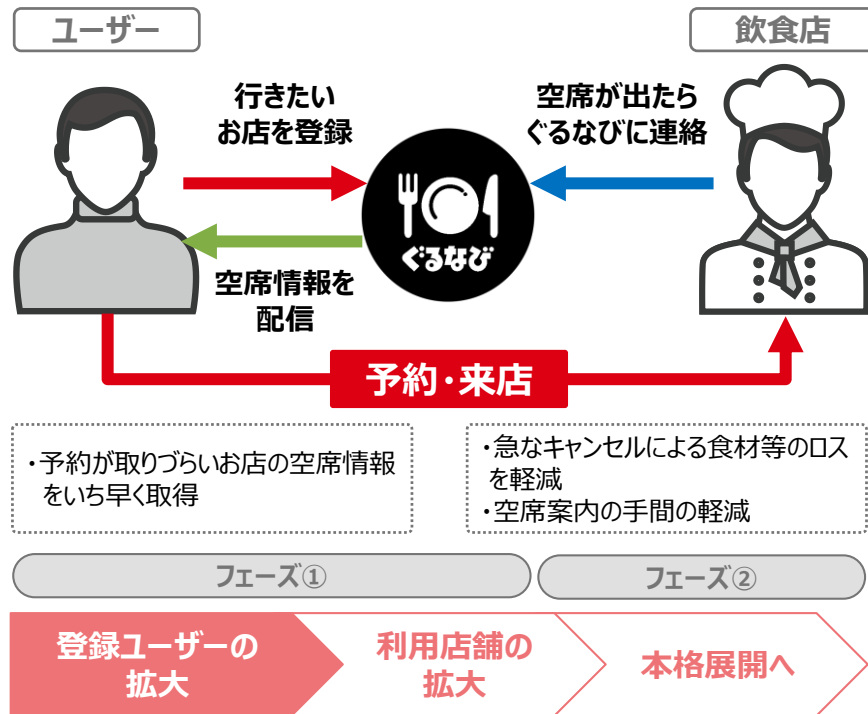 ユーザー
飲食店
行きたい
お店を登録
空席が出たら
ぐるなびに連絡
ぐるなび
空席情報を
配信
予約・来店
・予約が取りづらいお店の空席情報
をいち早く取得
・急なキャンセルによる食材等のロス
を軽減
・空席案内の手間の軽減
フェーズ①
フェーズ②
登録ユーザーの
拡大
利用店舗の
拡大
本格展開へ